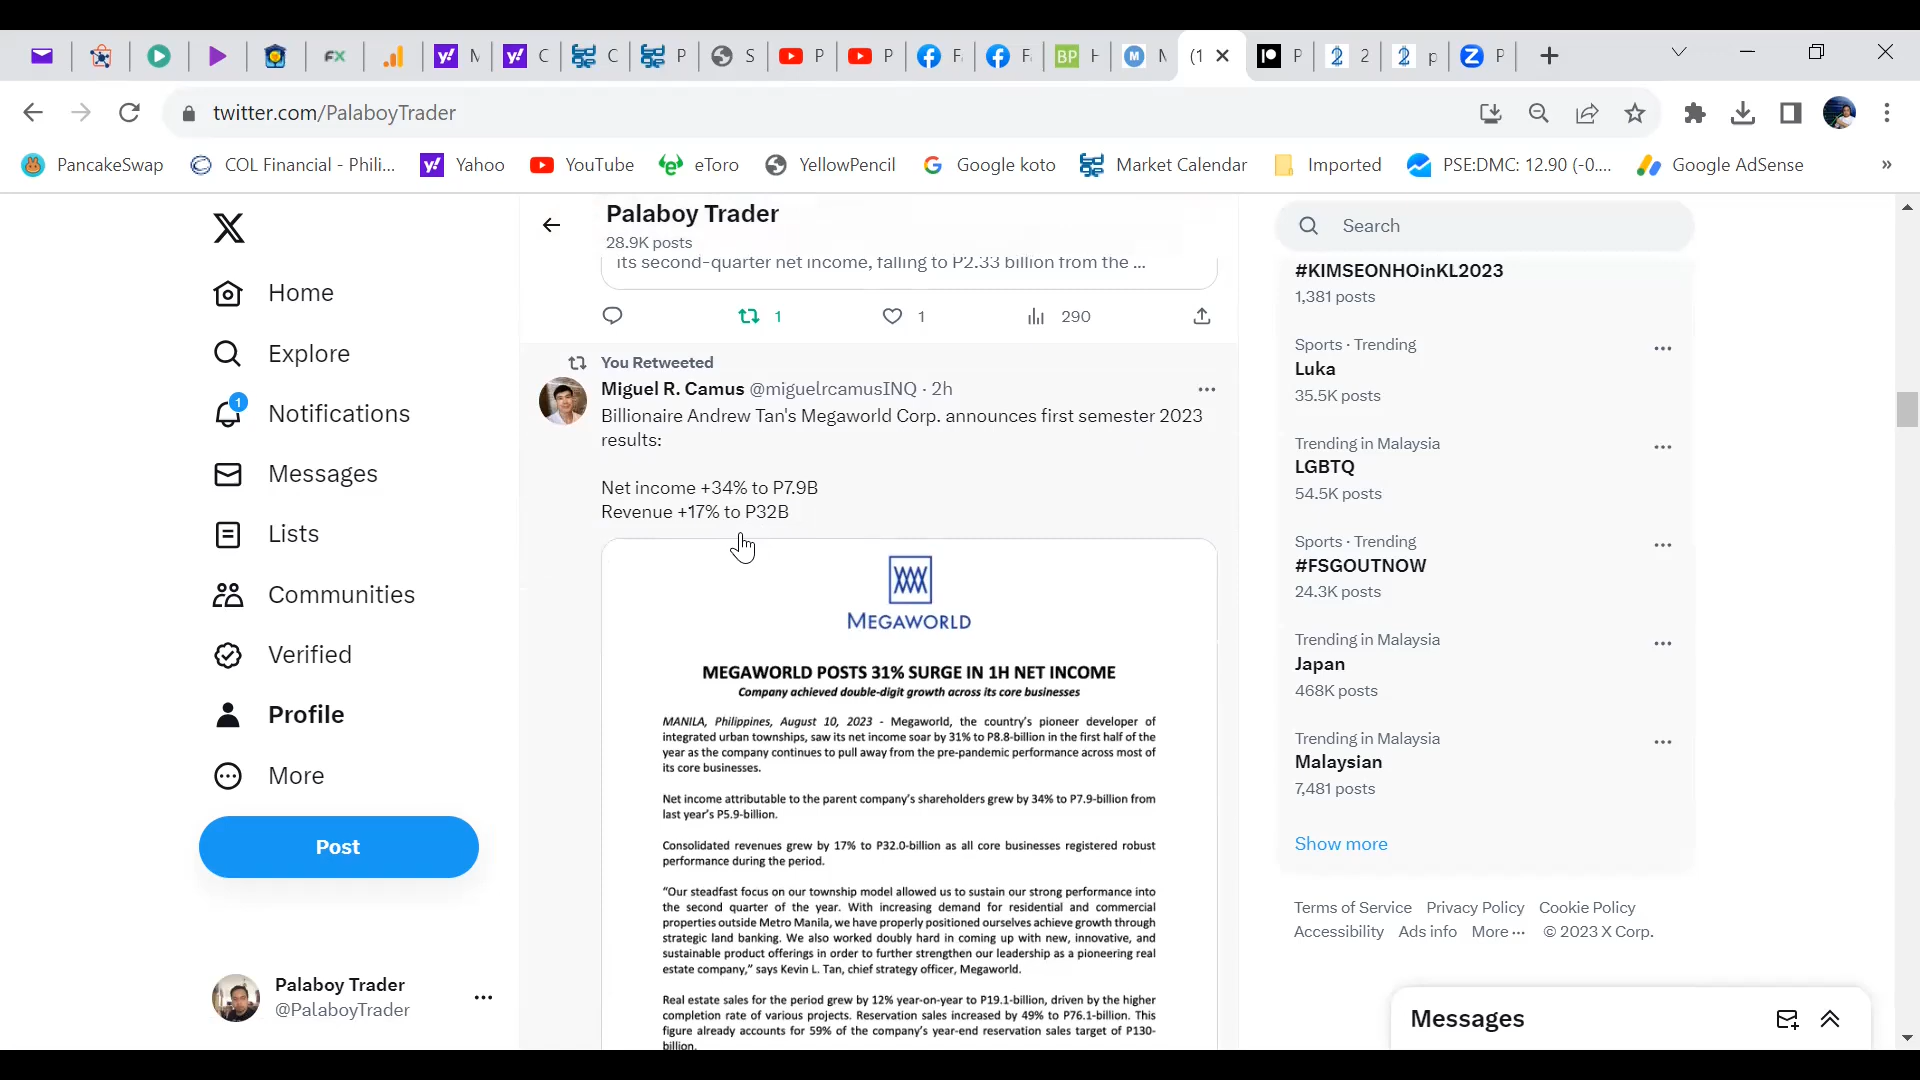 M
C
C
P
S
P
P
F
F
H
M
(1
P
2
p
P
twitter.com/PalaboyTrader
PancakeSwap
COL Financial - Phili...
Yahoo
YouTube
eToro
YellowPencil
Google koto
Market Calendar
Imported
PSE:DMC: 12.90 (-0....
Google AdSense
»
Home
Explore
1
Notifications
Messages
Lists
Communities
Verified
Profile
More
Post
Palaboy Trader
@PalaboyTrader
Palaboy Trader
28.9K posts
its second-quarter net income, falling to P2.33 billion from the ...
1
1
290
You Retweeted
Miguel R. Camus @miguelrcamusINQ · 2h
Billionaire Andrew Tan's Megaworld Corp. announces first semester 2023
results:
Net income +34% to P7.9B
Revenue +17% to P32B
MEGAWORLD
MEGAWORLD POSTS 31% SURGE IN 1H NET INCOME
Company achieved double-digit growth across its core businesses
MANILA, Philippines, August 10, 2023 - Megaworld, the country's pioneer developer of
integrated urban townships, saw its net income soar by 31% to P8.8-billion in the first half of the
year as the company continues to pull away from the pre-pandemic performance across most of
its core businesses.
Net income attributable to the parent company's shareholders grew by 34% to P7.9-billion from
last year's P5.9-billion.
Consolidated revenues grew by 17% to P32.0-billion as all core businesses registered robust
performance during the period.
"Our steadfast focus on our township model allowed us to sustain our strong performance into
the second quarter of the year. With increasing demand for residential and commercial
properties outside Metro Manila, we have properly positioned ourselves achieve growth through
strategic land banking. We also worked doubly hard in coming up with new, innovative, and
sustainable product offerings in order to further strengthen our leadership as a pioneering real
estate company," says Kevin L. Tan, chief strategy officer, Megaworld.
Real estate sales for the period grew by 12% year-on-year to P19.1-billion, driven by the higher
completion rate of various projects. Reservation sales increased by 49% to P76.1-billion. This
figure already accounts for 59% of the company's year-end reservation sales target of P130-
billion.
Search
#KIMSEONHOinKL2023
1,381 posts
Sports · Trending
Luka
35.5K posts
Trending in Malaysia
LGBTQ
54.5K posts
Sports · Trending
#FSGOUTNOW
24.3K posts
Trending in Malaysia
Japan
468K posts
Trending in Malaysia
Malaysian
7,481 posts
Show more
Terms of Service Privacy Policy Cookie Policy
Accessibility Ads info More ··· © 2023 X Corp.
Messages